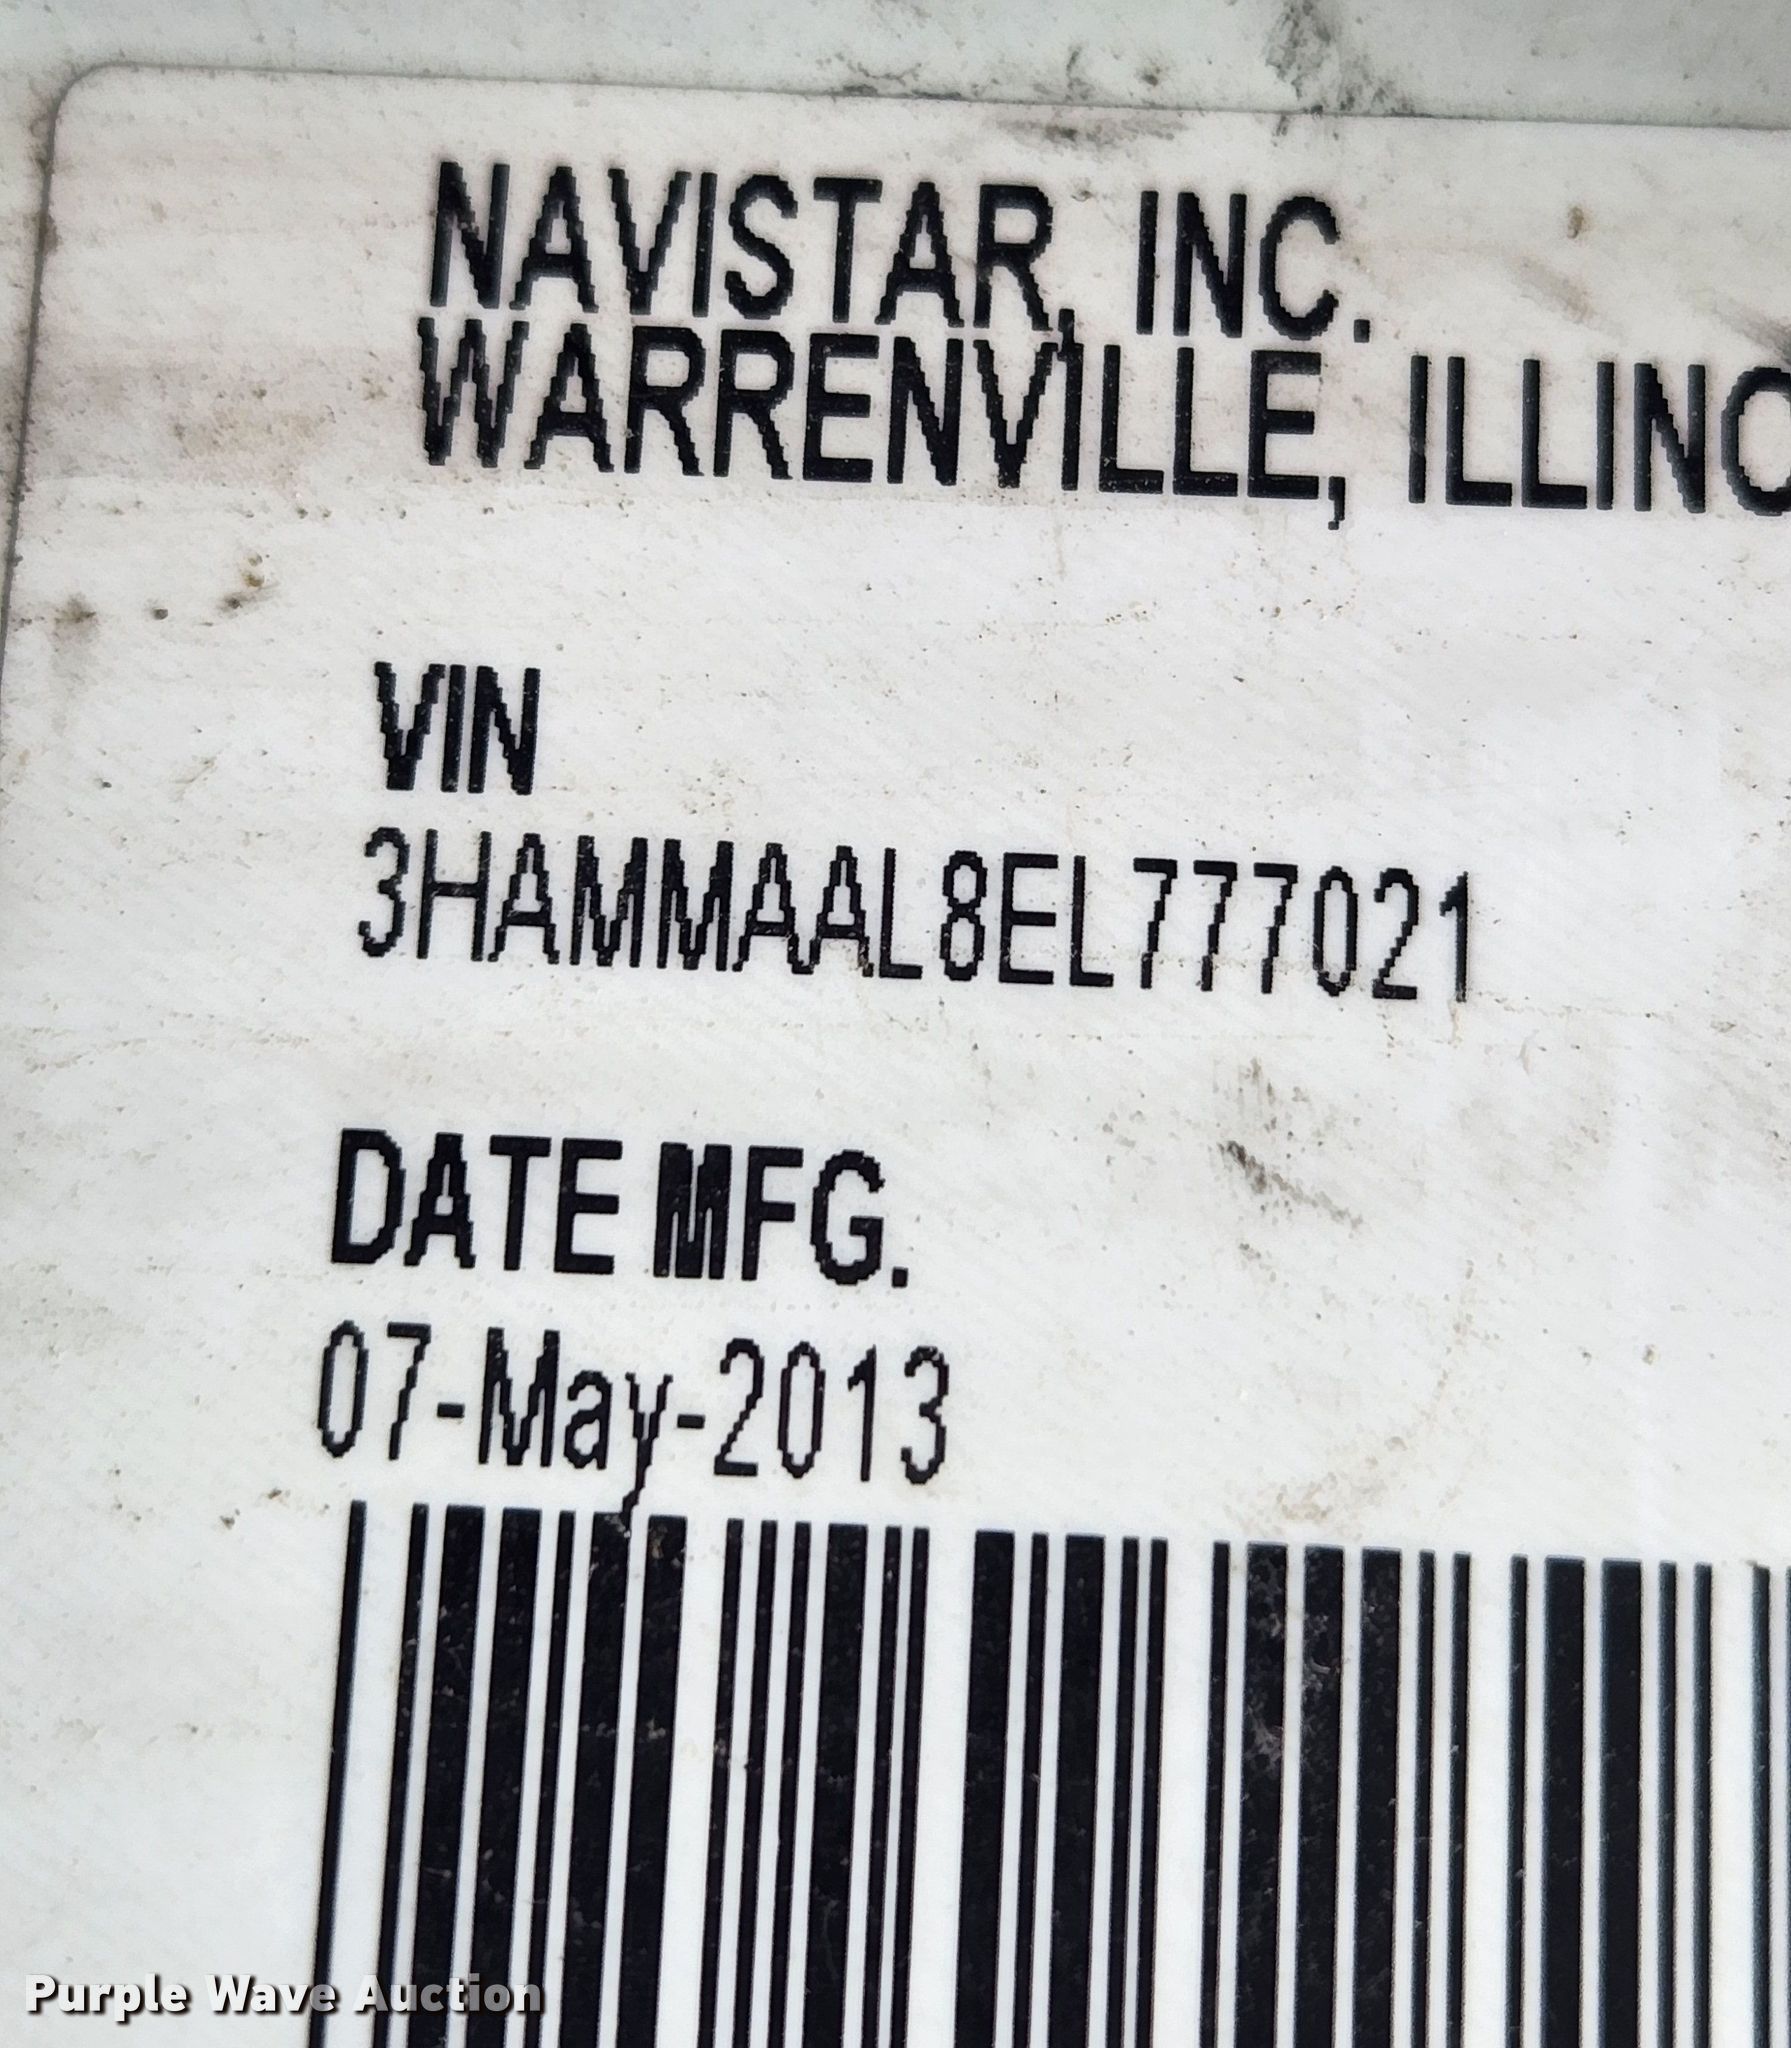 NAVISTAR, INC.
WARRENVILLE, ILLINO
VIN
3HAMMAAL8EL777021
DATE MFG.
07-May-2013
Purple Wave Auction